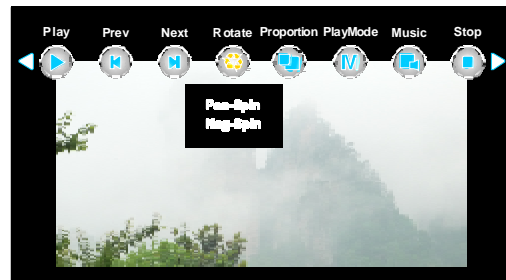 Play Prev Next Rotate Proportion PlayMode Music Stop
Pos-Spin
Neg-Spin